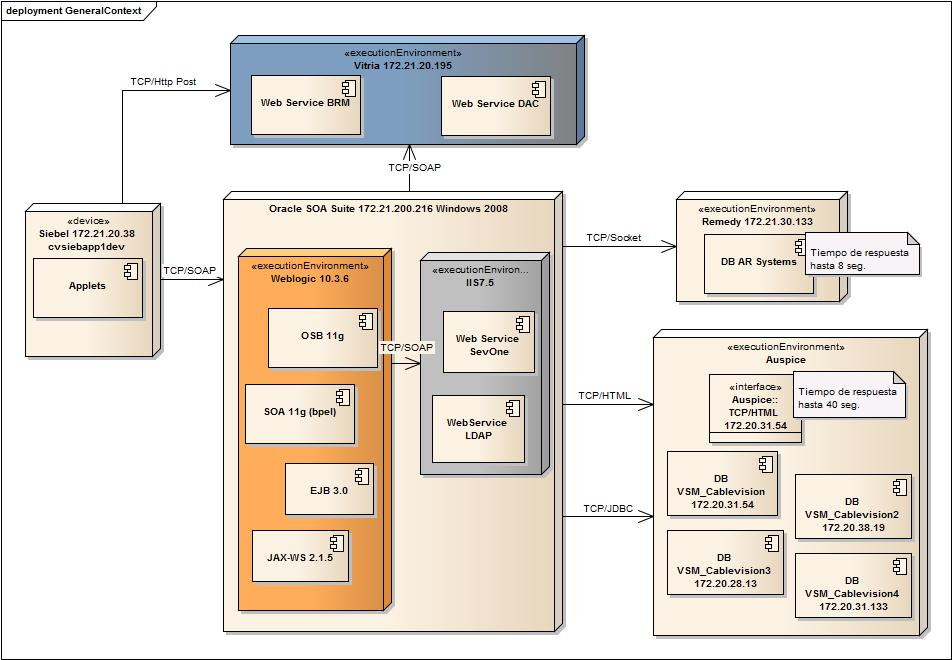 deployment GeneralContext
«executionEnvironment»
Vitria 172.21.20.195
Web Service BRM
Web Service DAC
TCP/Http Post
TCP/SOAP
«device»
Siebel 172.21.20.38
cvsiebapp1dev
Applets
TCP/SOAP
Oracle SOA Suite 172.21.200.216 Windows 2008
«executionEnvironment»
Weblogic 10.3.6
OSB 11g
SOA 11g (bpel)
EJB 3.0
JAX-WS 2.1.5
TCP/SOAP
«executionEnviron...
IIS7.5
Web Service
SevOne
WebService
LDAP
TCP/Socket
«executionEnvironment»
Remedy 172.21.30.133
DB AR Systems
Tiempo de respuesta
hasta 8 seg.
TCP/HTML
TCP/JDBC
«executionEnvironment»
Auspice
«interface»
Auspice::
TCP/HTML
172.20.31.54
Tiempo de respuesta
hasta 40 seg.
DB
VSM_Cablevision
172.20.31.54
DB
VSM_Cablevision2
172.20.38.19
DB
VSM_Cablevision3
172.20.28.13
DB
VSM_Cablevision4
172.20.31.133